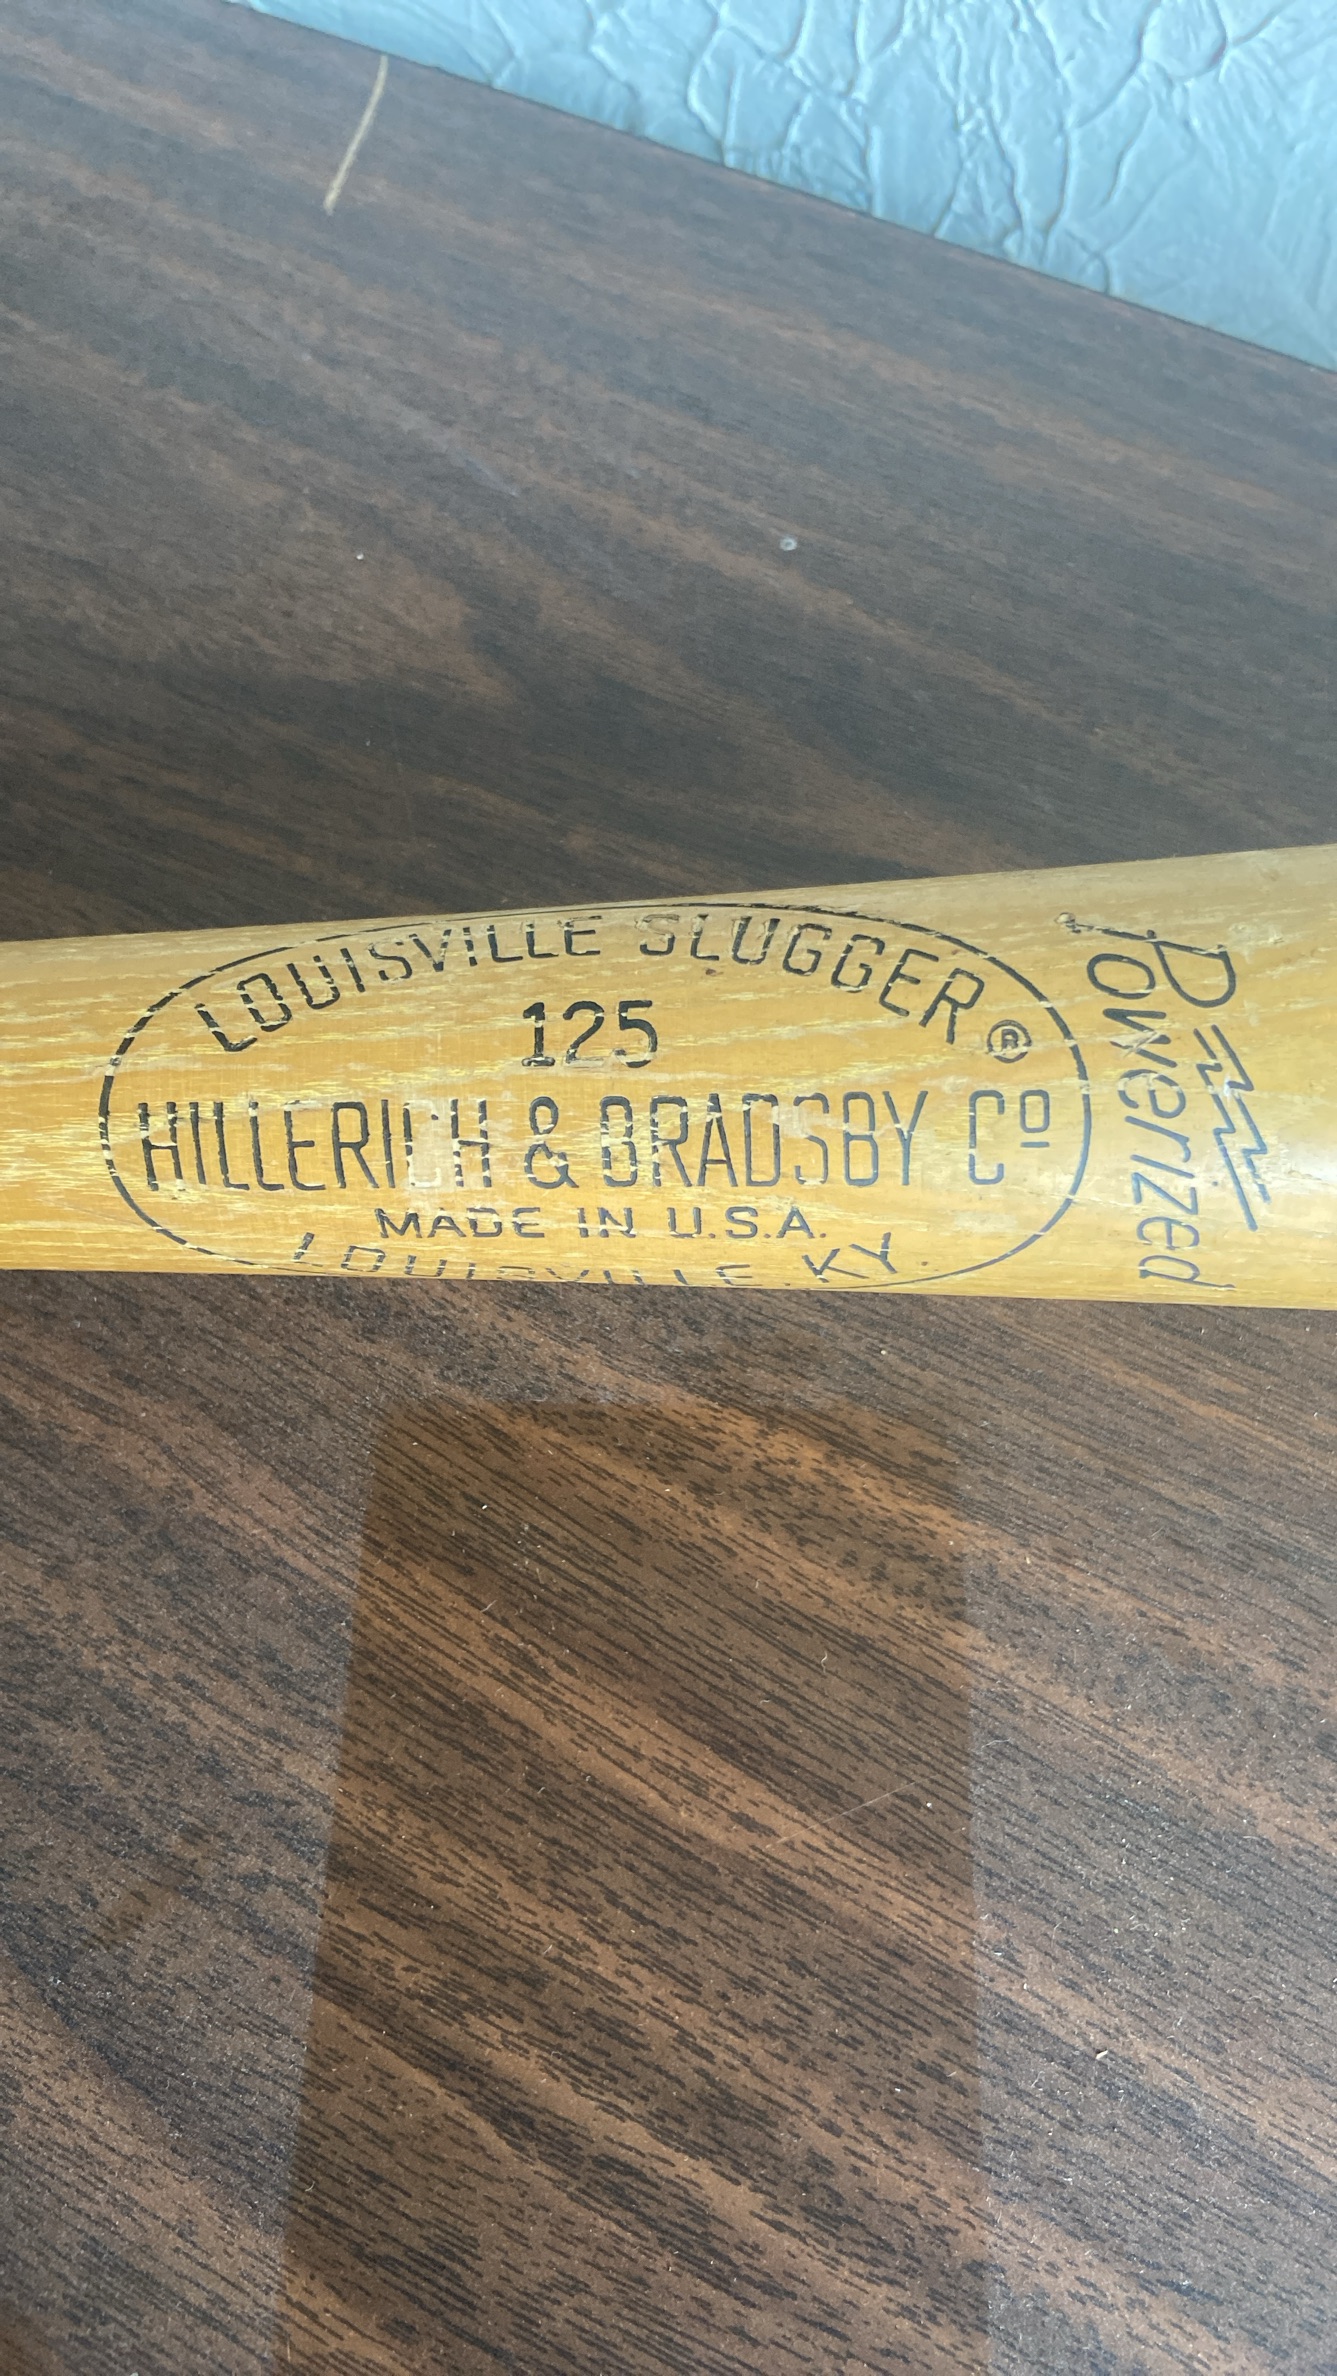 LOUISVILLE SLUGGER®
125
HILLERICH & BRADSBY Cº
MADE IN U.S.A.
LOUISVILLE. KY.
Powerized